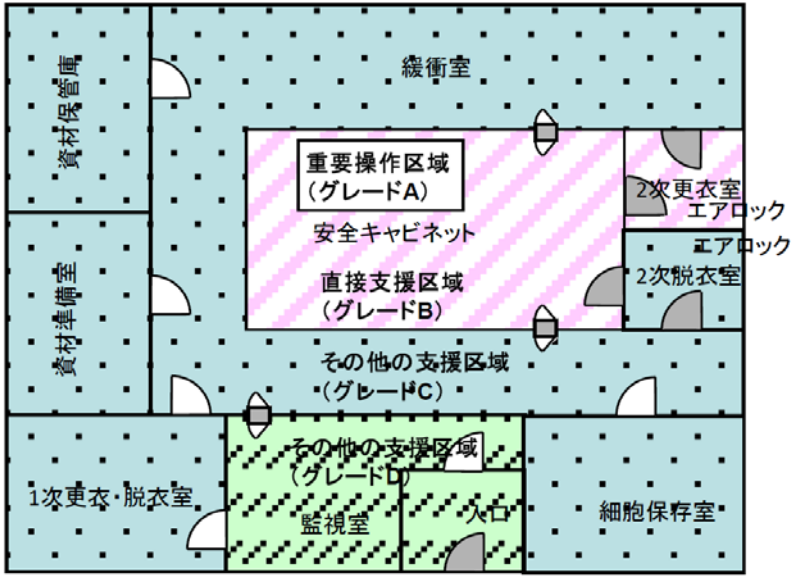 資材保管庫
緩衝室
重要操作区域
(グレードA)
2次更衣室
エアロック
安全キャビネット
エアロック
2次脱衣室
直接支援区域
(グレードB)
資材準備室
その他の支援区域
(グレードC)
その他の支援区域
(グレードD)
1次更衣・脱衣室
監視室
入口
細胞保存室